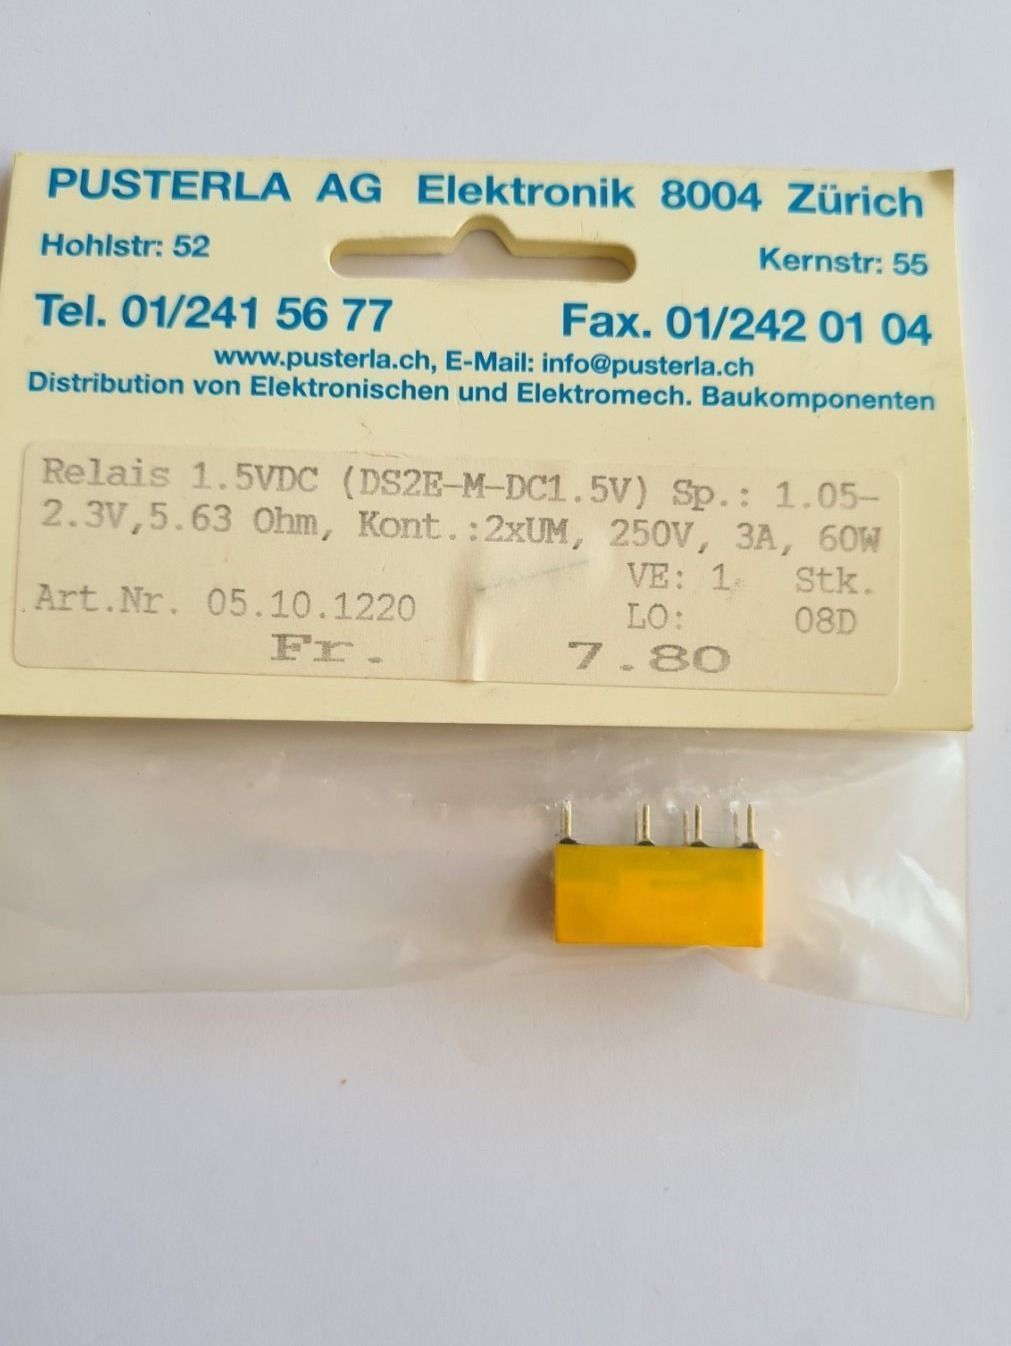 PUSTERLA AG Elektronik 8004 Zürich
Hohlstr: 52 Kernstr: 55
Tel. 01/241 56 77 Fax. 01/242 01 04
www.pusterla.ch, E-Mail: info@pusterla.ch
Distribution von Elektronischen und Elektromech. Baukomponenten
Relais 1.5VDC (DS2E-M-DC1.5V) Sp.: 1.05-
2.3V,5.63 Ohm, Kont.:2xUM, 250V, 3A, 60W
VE: 1 Stk.
Art.Nr. 05.10.1220 LO: 08D
Fr. 7.80